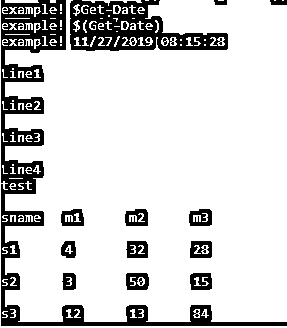 example! $Get-Date
example! $(Get-Date)
example! 11/27/2019 08:15:28
Line1
Line2
Line3
Line4
test
sname m1 m2 m3
s1 4 32 28
s2 3 50 15
s3 12 13 84